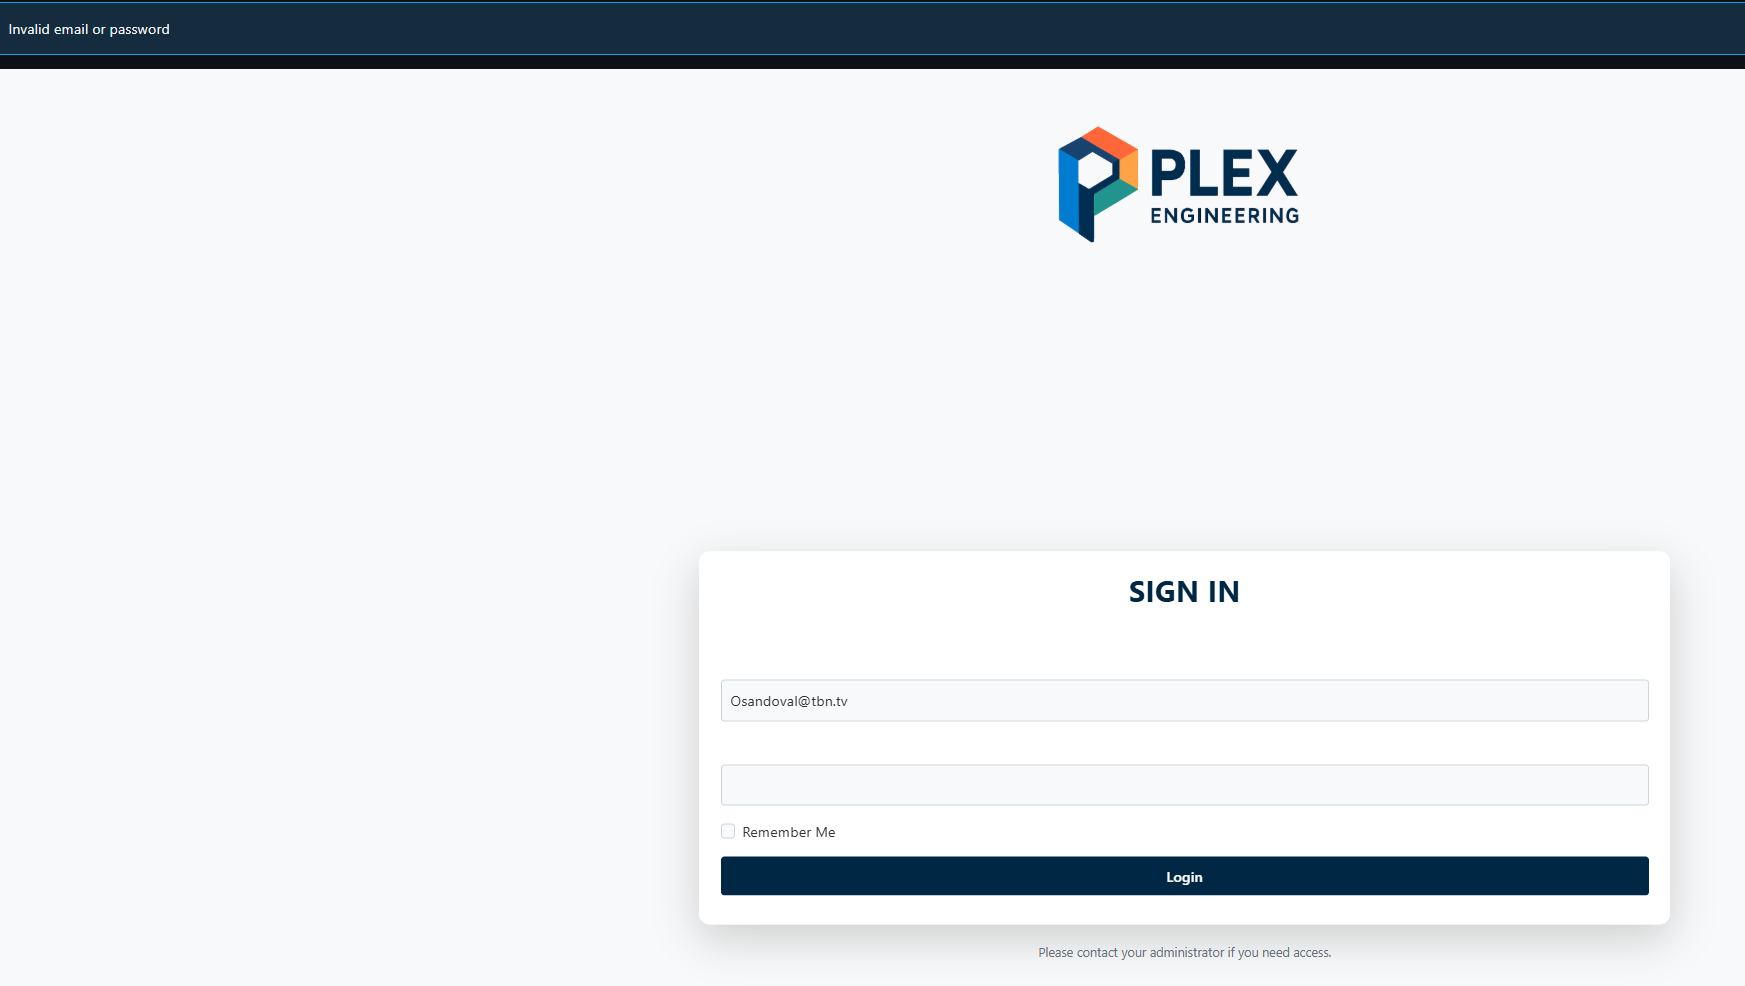 Invalid email or password
PLEX
ENGINEERING
SIGN IN
Osandoval@tbn.tv
Remember Me
Login
Please contact your administrator if you need access.